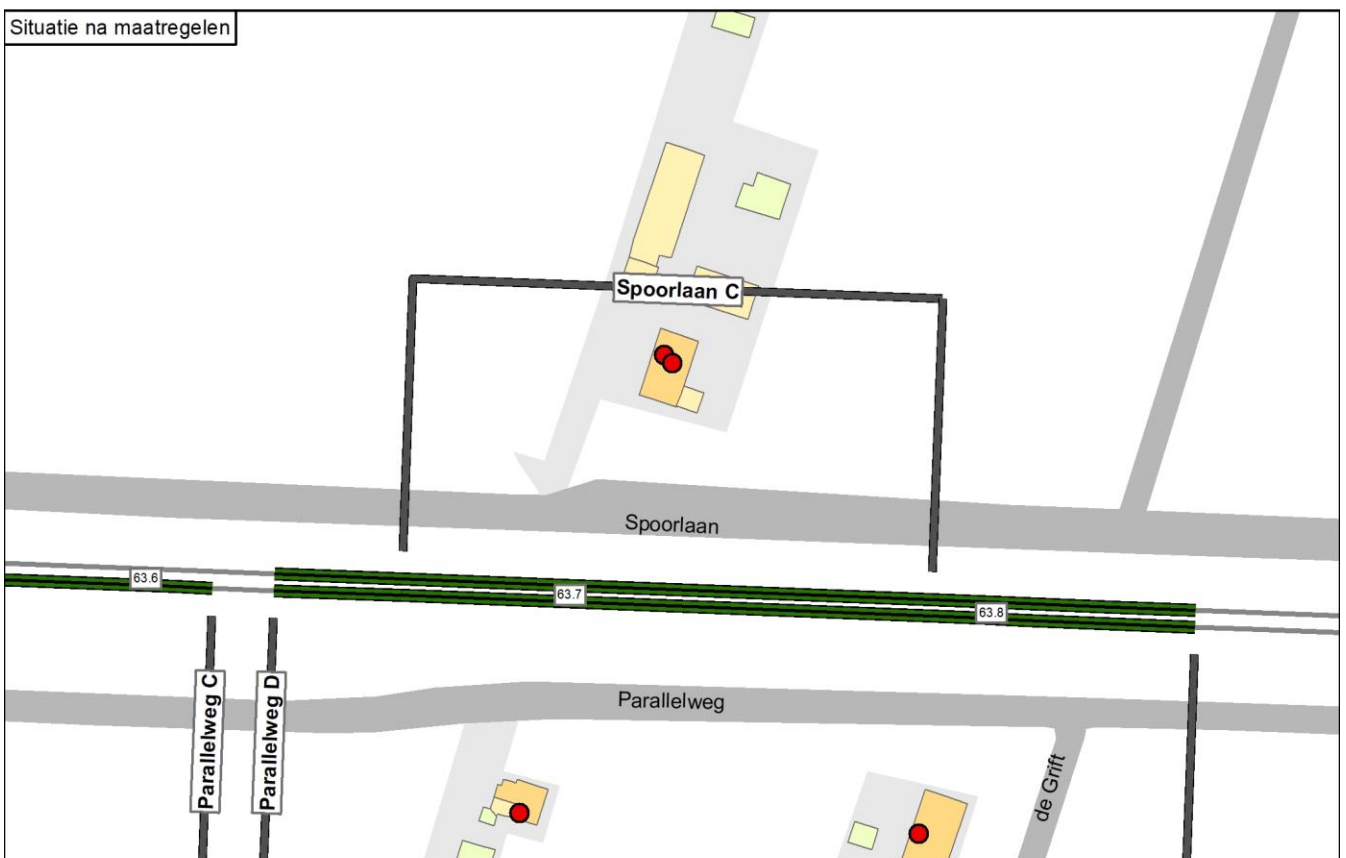 Situatie na maatregelen
Spoorlaan C
Spoorlaan
63.6
63.7
63.8
Parallelweg C
Parallelweg D
Parallelweg
de Grift